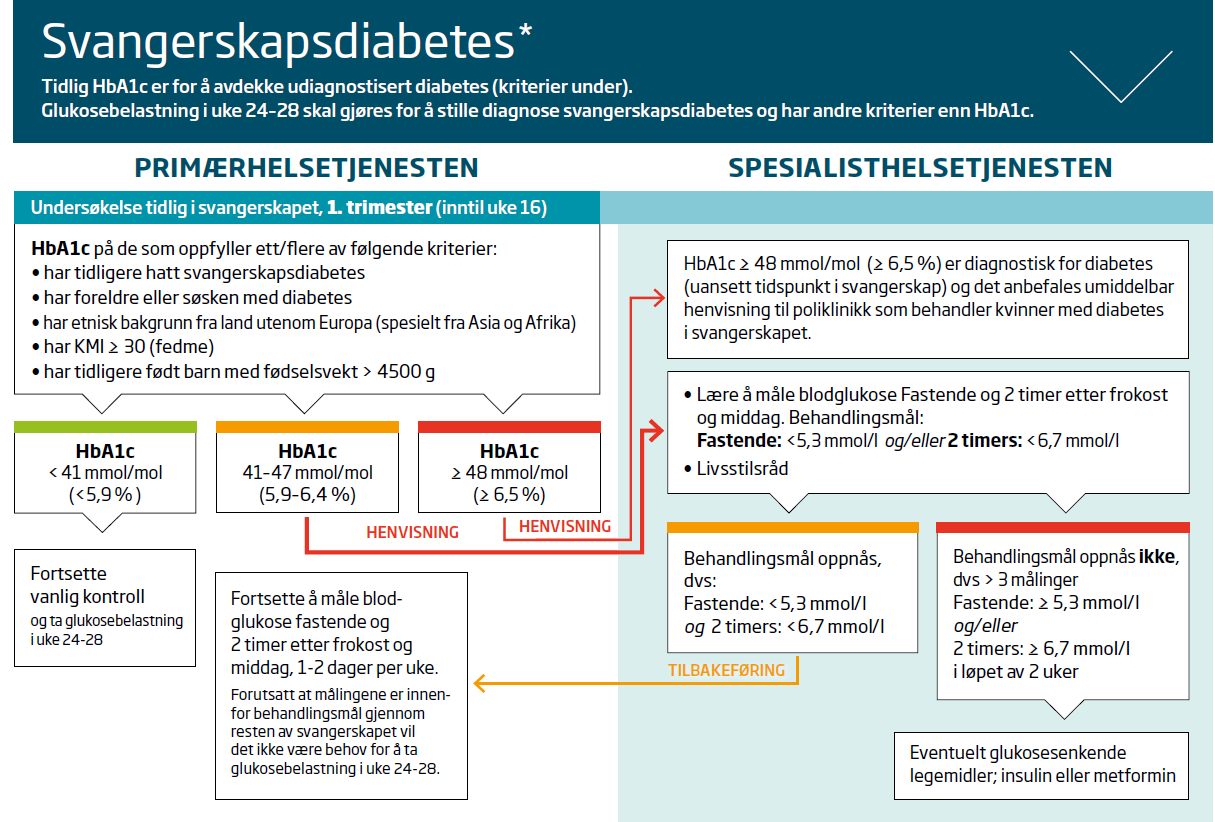 Svangerskapsdiabetes*
Tidlig HbA1c er for å avdekke udiagnostisert diabetes (kriterier under).
Glukosebelastning i uke 24-28 skal gjøres for å stille diagnose svangerskapsdiabetes og har andre kriterier enn HbA1c.
PRIMÆRHELSETJENESTEN
SPESIALISTHELSETJENESTEN
Undersøkelse tidlig i svangerskapet, 1. trimester (inntil uke 16)
HbA1c på de som oppfyller ett/flere av følgende kriterier:
• har tidligere hatt svangerskapsdiabetes
• har foreldre eller søsken med diabetes
• har etnisk bakgrunn fra land utenom Europa (spesielt fra Asia og Afrika)
• har KMI ≥ 30 (fedme)
• har tidligere født barn med fødselsvekt > 4500 g
HbA1c
< 41 mmol/mol
(<5,9 %)
HbA1c
41-47 mmol/mol
(5,9-6,4 %)
HbA1c
≥ 48 mmol/mol
(≥ 6,5 %)
HENVISNING
HENVISNING
Fortsette
vanlig kontroll
og ta glukosebelastning
i uke 24-28
Fortsette å måle blod-
glukose fastende og
2 timer etter frokost og
middag, 1-2 dager per uke.
Forutsatt at målingene er innen-
for behandlingsmål gjennom
resten av svangerskapet vil
det ikke være behov for å ta
glukosebelastning i uke 24-28.
HbA1c ≥ 48 mmol/mol (≥ 6,5 %) er diagnostisk for diabetes
(uansett tidspunkt i svangerskap) og det anbefales umiddelbar
henvisning til poliklinikk som behandler kvinner med diabetes
i svangerskapet.
• Lære å måle blodglukose Fastende og 2 timer etter frokost
og middag. Behandlingsmål:
Fastende: <5,3 mmol/l og/eller 2 timers: <6,7 mmol/l
• Livsstilsråd
Behandlingsmål oppnås,
dvs:
Fastende: <5,3 mmol/l
og 2 timers: <6,7 mmol/l
TILBAKEFØRING
Behandlingsmål oppnås ikke,
dvs > 3 målinger
Fastende: ≥ 5,3 mmol/l
og/eller
2 timers: ≥ 6,7 mmol/l
i løpet av 2 uker
Eventuelt glukosesenkende
legemidler; insulin eller metformin